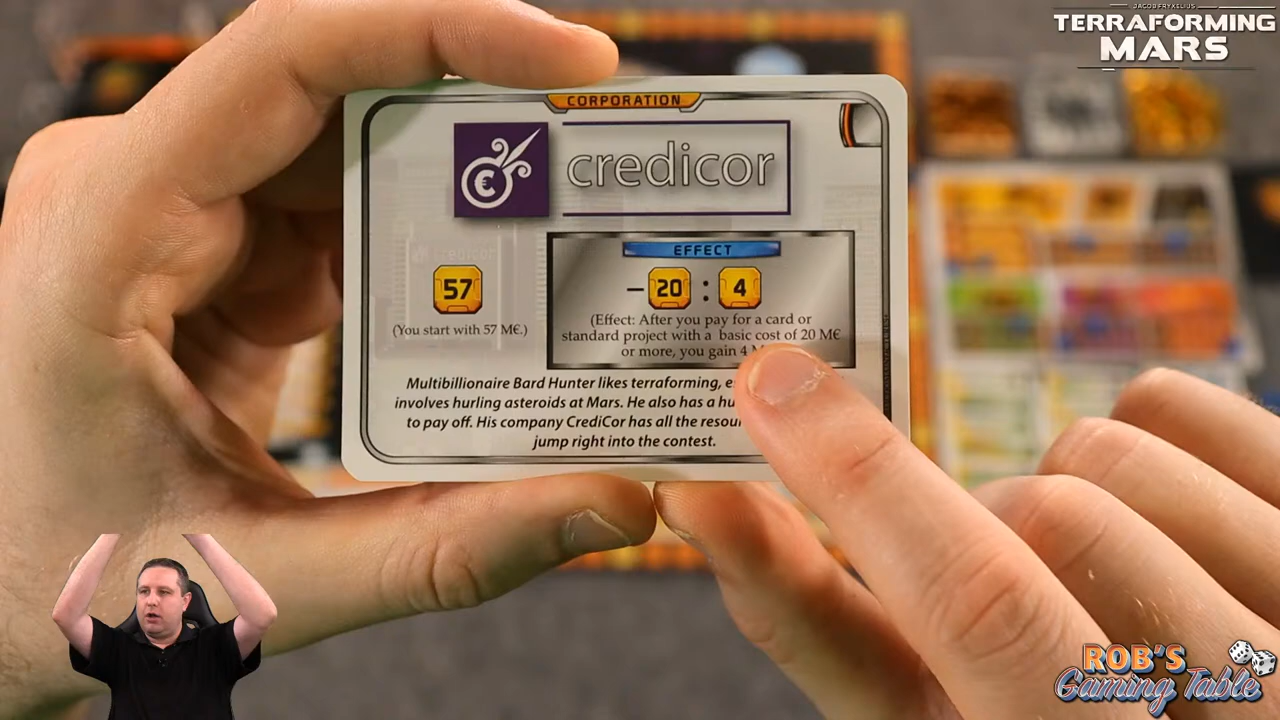 JACOB FRYXELIUS
TERRAFORMING
MARS
CORPORATION
€
credicor
EFFECT
57
– 20 : 4
(You start with 57 M€.)
(Effect: After you pay for a card or
standard project with a basic cost of 20 M€
or more, you gain 4 M
Multibillionaire Bard Hunter likes terraforming, e
involves hurling asteroids at Mars. He also has a hu
to pay off. His company CrediCor has all the resour
jump right into the contest.
ROB'S
Gaming Table